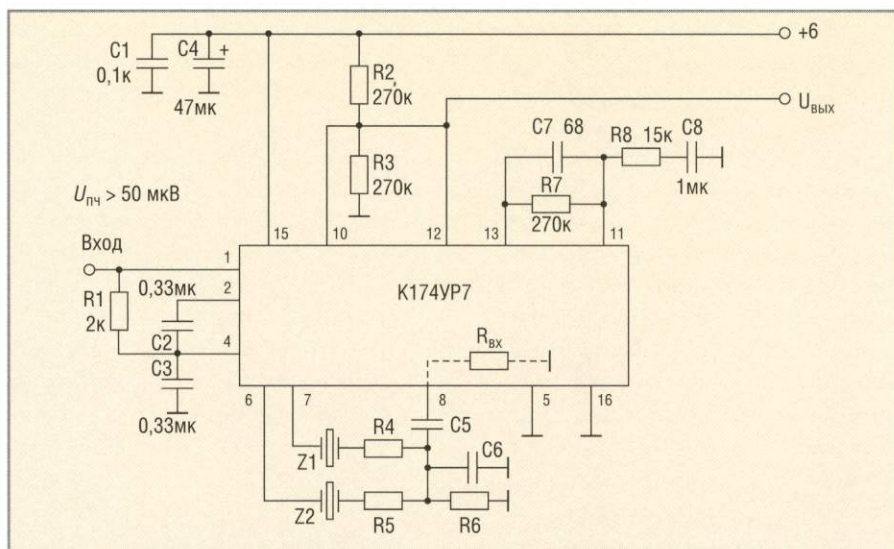 +6
C1
0,1к
C4
+
47мк
R2
270к
Uвых
C7 68
R8 15к C8
R3
270к
R7
270к
1мк
Uпч > 50 мкВ
15
10
12
13
11
Вход
1
0,33мк
2
К174УР7
R1
2к
C2
4
Rвх
C3
0,33мк
6
7
8
5
16
C5
R4
Z1
C6
Z2
R5
R6